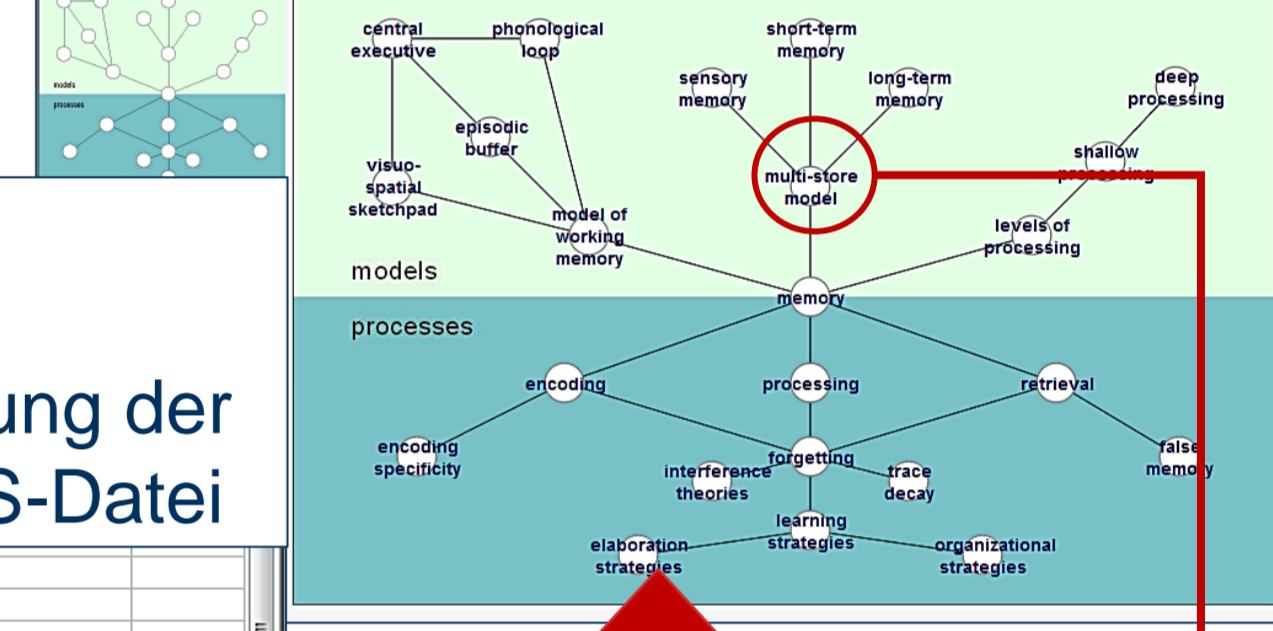 models
processes
ung der
S-Datei
central
executive
phonological
loop
short-term
memory
sensory
memory
long-term
memory
deep
processing
episodic
buffer
shallow
processing
visuo-
spatial
sketchpad
multi-store
model
model of
working
memory
levels of
processing
models
memory
processes
encoding
processing
retrieval
encoding
specificity
forgetting
interference
theories
trace
decay
false
memory
learning
strategies
elaboration
strategies
organizational
strategies